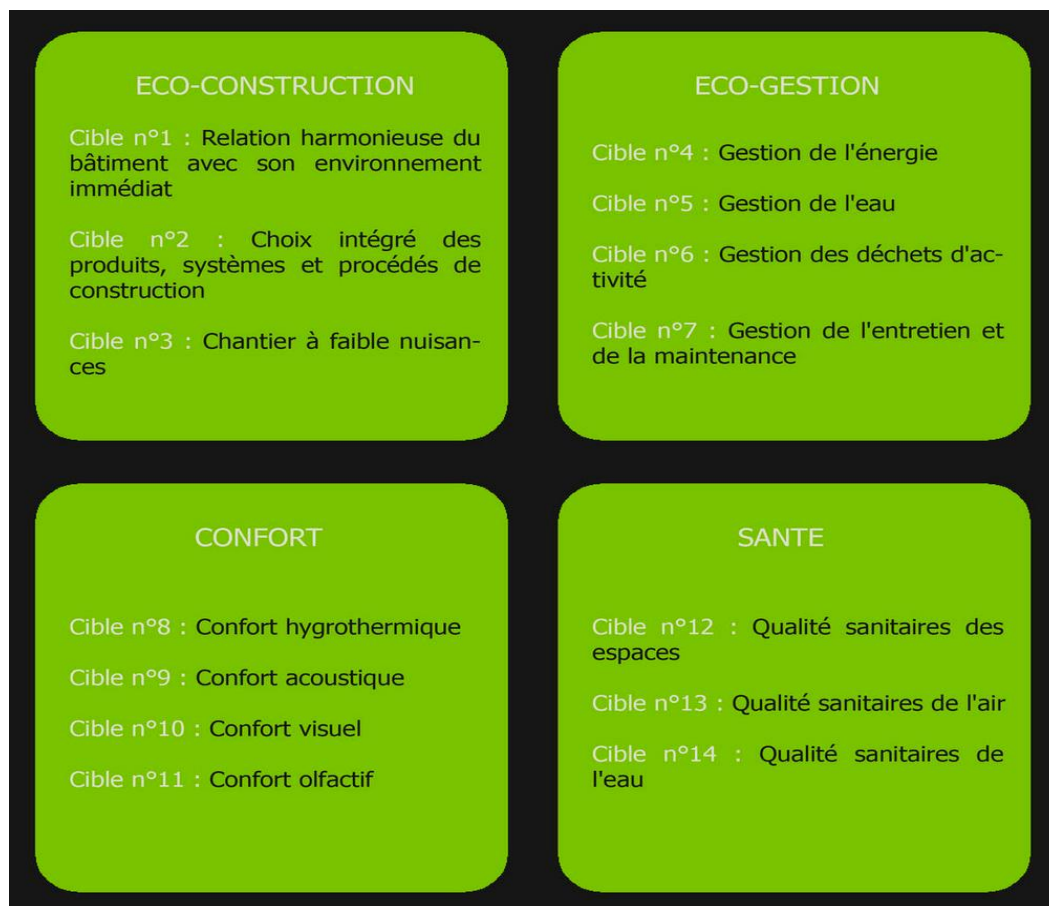 ECO-CONSTRUCTION
Cible n°1 : Relation harmonieuse du
bâtiment avec son environnement
immédiat
Cible n°2 : Choix intégré des
produits, systèmes et procédés de
construction
Cible n°3 : Chantier à faible nuisan-
ces
ECO-GESTION
Cible n°4 : Gestion de l'énergie
Cible n°5 : Gestion de l'eau
Cible n°6 : Gestion des déchets d'ac-
tivité
Cible n°7 : Gestion de l'entretien et
de la maintenance
CONFORT
Cible n°8 : Confort hygrothermique
Cible n°9 : Confort acoustique
Cible n°10 : Confort visuel
Cible n°11 : Confort olfactif
SANTE
Cible n°12 : Qualité sanitaires des
espaces
Cible n°13 : Qualité sanitaires de l'air
Cible n°14 : Qualité sanitaires de
l'eau